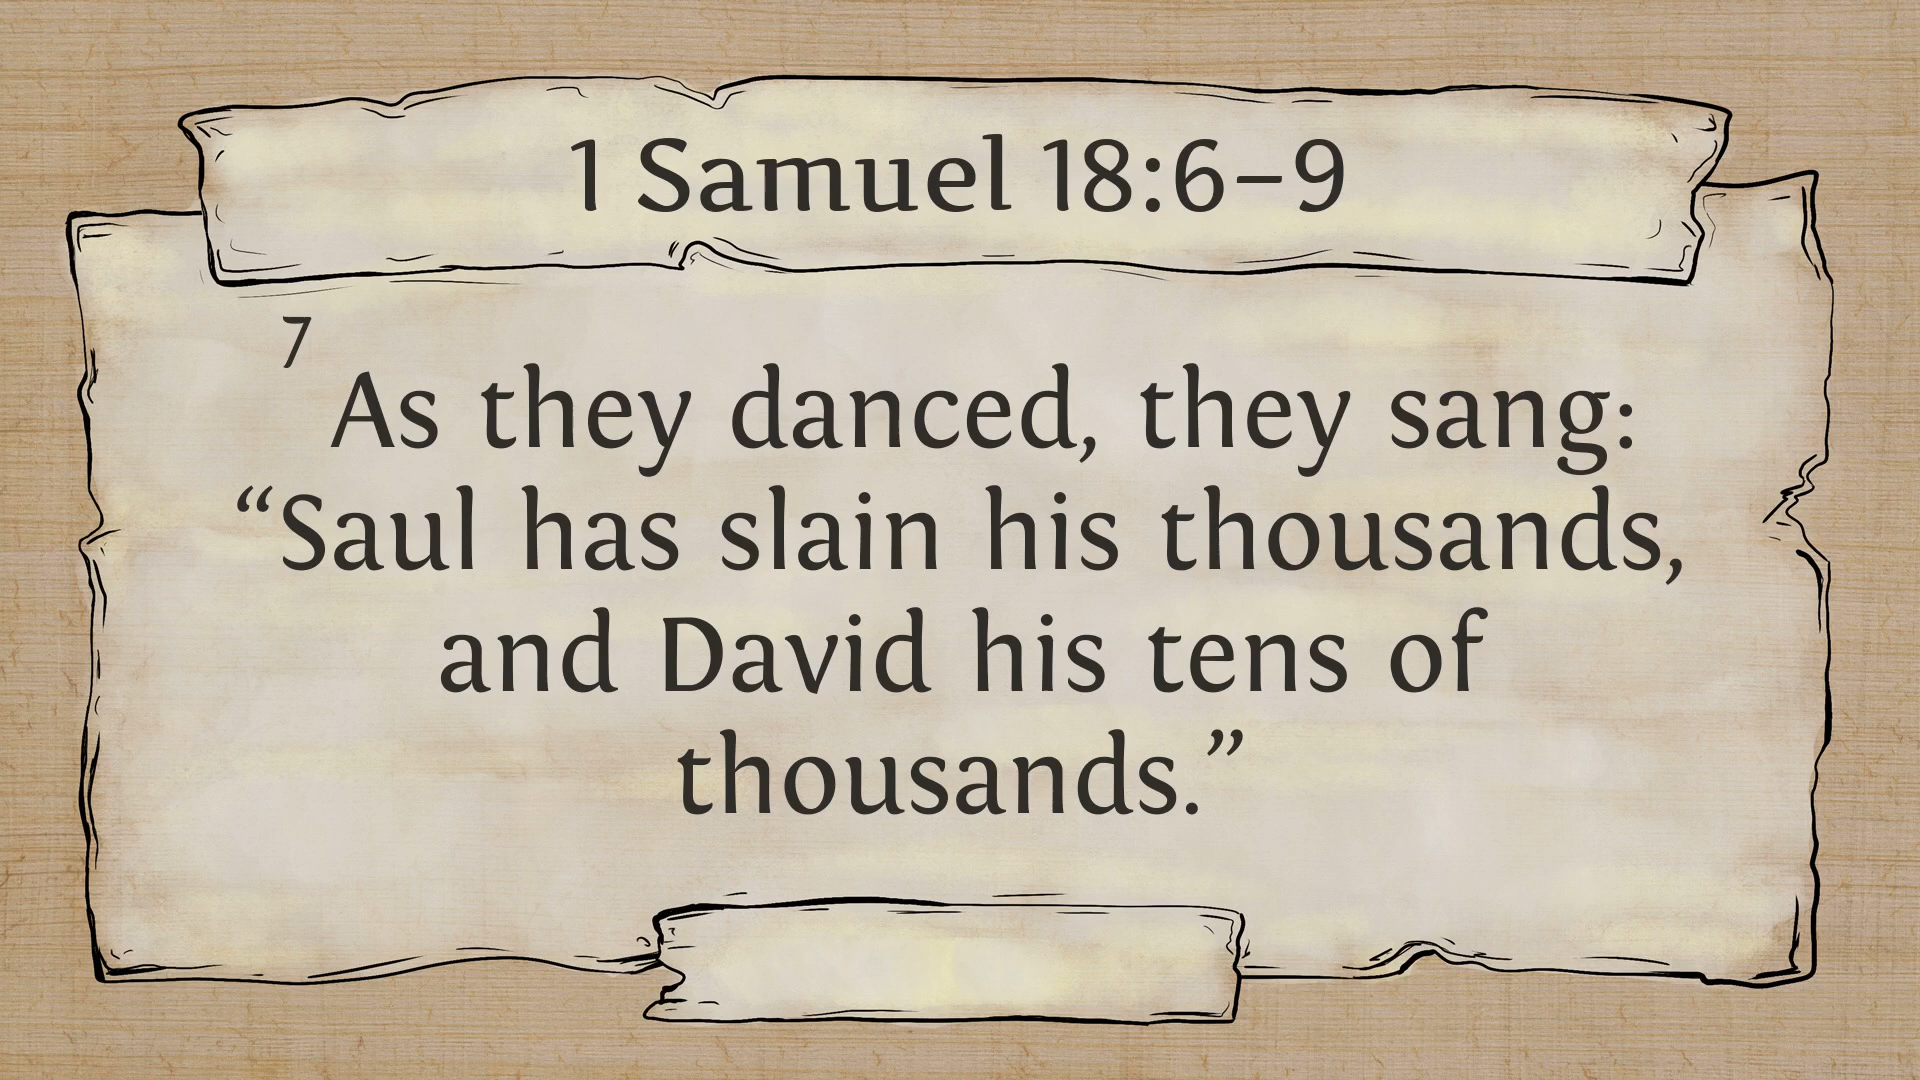 1 Samuel 18:6–9
7
As they danced, they sang:
“Saul has slain his thousands,
and David his tens of
thousands.”